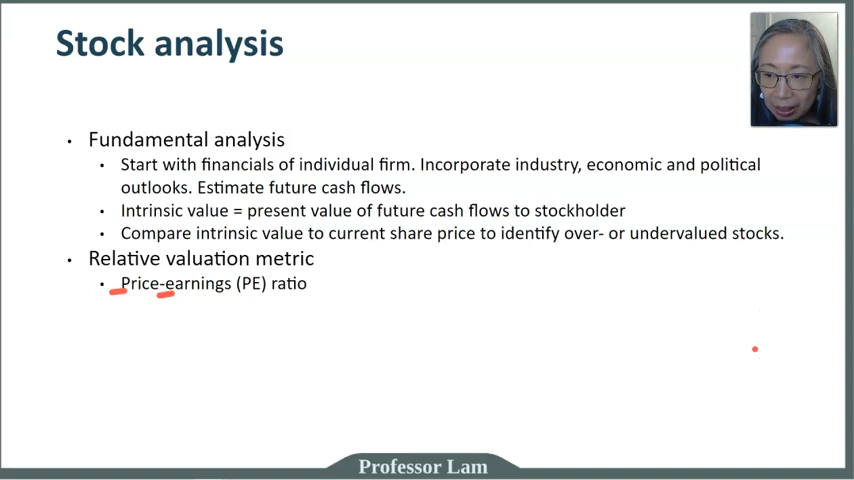 Stock analysis
• Fundamental analysis
• Start with financials of individual firm. Incorporate industry, economic and political
outlooks. Estimate future cash flows.
• Intrinsic value = present value of future cash flows to stockholder
• Compare intrinsic value to current share price to identify over- or undervalued stocks.
• Relative valuation metric
• Price-earnings (PE) ratio
Professor Lam